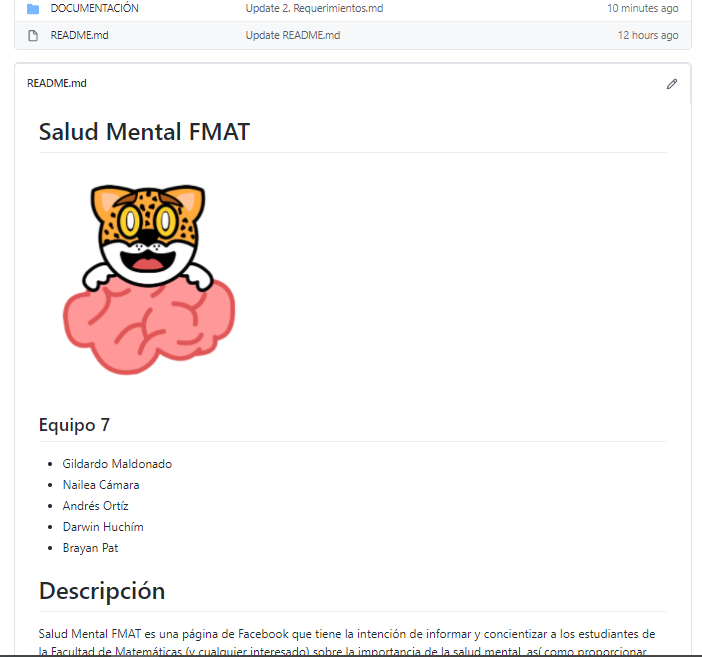 DOCUMENTACIÓN Update 2. Requerimientos.md 10 minutes ago
README.md Update README.md 12 hours ago
README.md
Salud Mental FMAT
Equipo 7
Gildardo Maldonado
Nailea Cámara
Andrés Ortíz
Darwin Huchím
Brayan Pat
Descripción
Salud Mental FMAT es una página de Facebook que tiene la intención de informar y concientizar a los estudiantes de
la Facultad de Matemáticas (y cualquier interesado) sobre la importancia de la salud mental, así como proporcionar